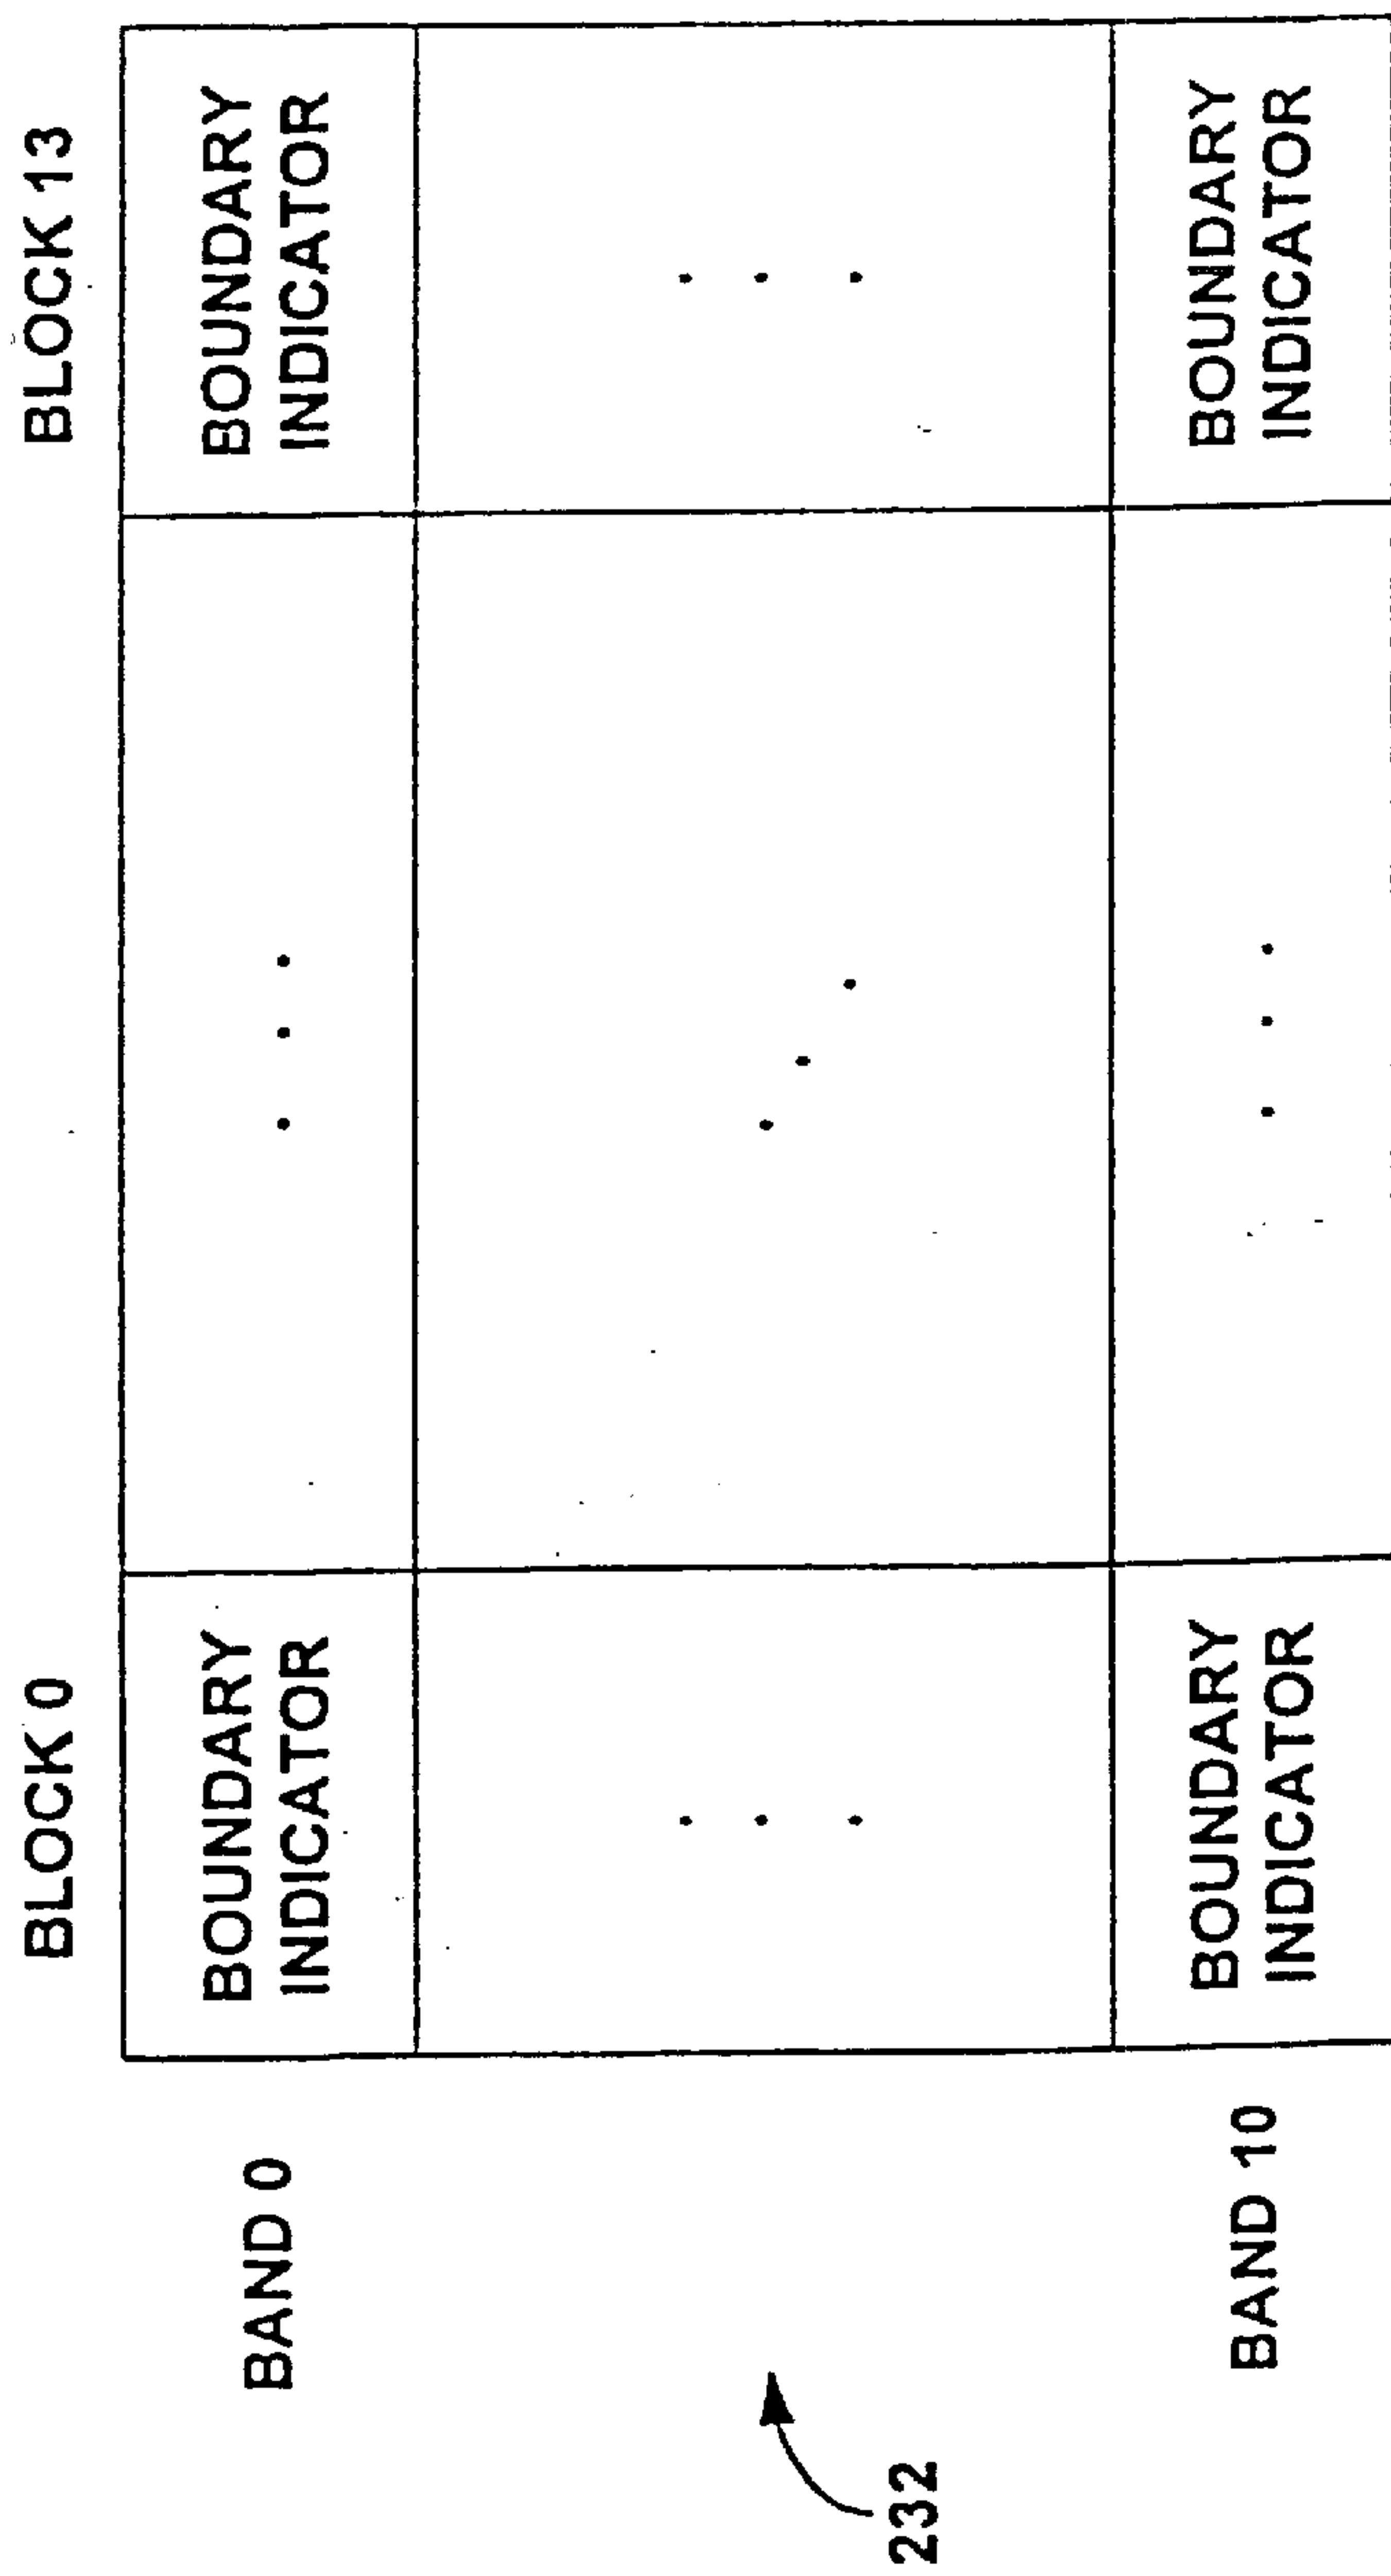 BLOCK 0
BLOCK 13
BAND 0
BOUNDARY
INDICATOR
BOUNDARY
INDICATOR
232
BAND 10
BOUNDARY
INDICATOR
BOUNDARY
INDICATOR